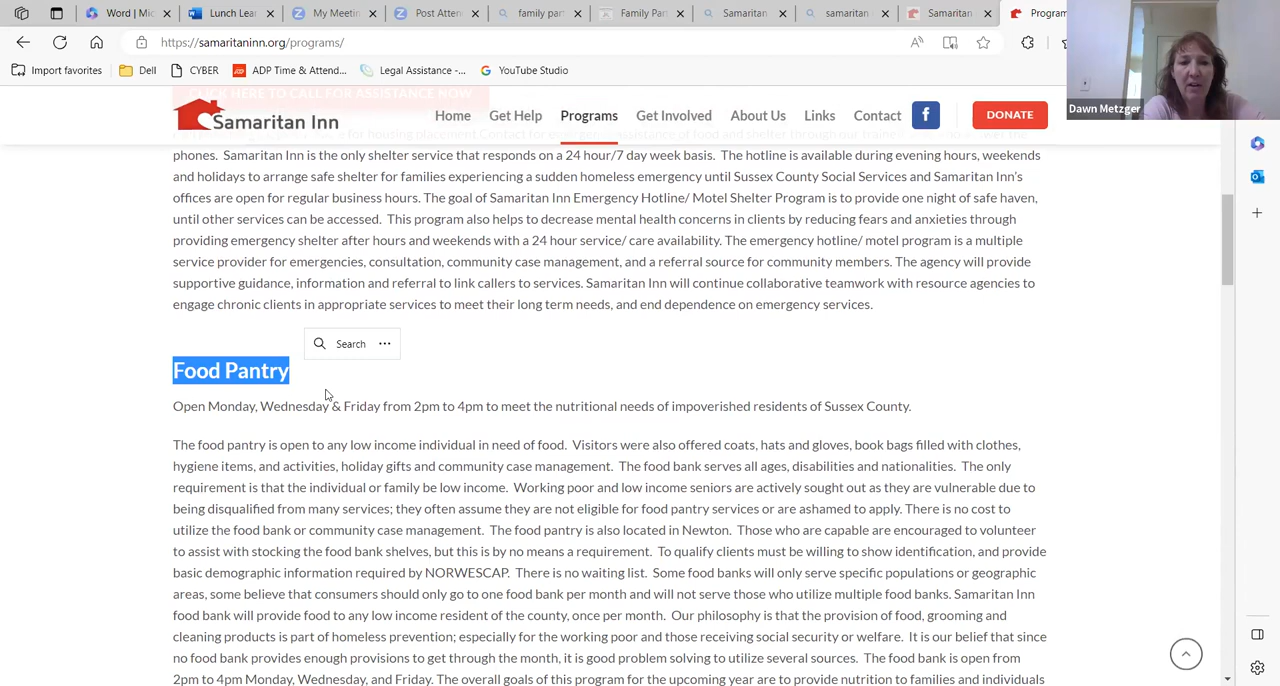 Word | Mic
Lunch Lea
My Meetin
Post Atten
family par
Family Par
Samaritan
samaritan
Samaritan
Progran
https://samaritaninn.org/programs/
Import favorites
Dell
CYBER
ADP Time & Attend...
Legal Assistance -...
YouTube Studio
Dawn Metzger
CLICK HERE TO CALL FOR ASSISTANCE NOW
Samaritan Inn
Home Get Help Programs Get Involved About Us Links Contact f DONATE
phones. Samaritan Inn is the only shelter service that responds on a 24 hour/7 day week basis. The hotline is available during evening hours, weekends
and holidays to arrange safe shelter for families experiencing a sudden homeless emergency until Sussex County Social Services and Samaritan Inn's
offices are open for regular business hours. The goal of Samaritan Inn Emergency Hotline/ Motel Shelter Program is to provide one night of safe haven,
until other services can be accessed. This program also helps to decrease mental health concerns in clients by reducing fears and anxieties through
providing emergency shelter after hours and weekends with a 24 hour service/ care availability. The emergency hotline/ motel program is a multiple
service provider for emergencies, consultation, community case management, and a referral source for community members. The agency will provide
supportive guidance, information and referral to link callers to services. Samaritan Inn will continue collaborative teamwork with resource agencies to
engage chronic clients in appropriate services to meet their long term needs, and end dependence on emergency services.
Search ...
Food Pantry
Open Monday, Wednesday & Friday from 2pm to 4pm to meet the nutritional needs of impoverished residents of Sussex County.
The food pantry is open to any low income individual in need of food. Visitors were also offered coats, hats and gloves, book bags filled with clothes,
hygiene items, and activities, holiday gifts and community case management. The food bank serves all ages, disabilities and nationalities. The only
requirement is that the individual or family be low income. Working poor and low income seniors are actively sought out as they are vulnerable due to
being disqualified from many services; they often assume they are not eligible for food pantry services or are ashamed to apply. There is no cost to
utilize the food bank or community case management. The food pantry is also located in Newton. Those who are capable are encouraged to volunteer
to assist with stocking the food bank shelves, but this is by no means a requirement. To qualify clients must be willing to show identification, and provide
basic demographic information required by NORWESCAP. There is no waiting list. Some food banks will only serve specific populations or geographic
areas, some believe that consumers should only go to one food bank per month and will not serve those who utilize multiple food banks. Samaritan Inn
food bank will provide food to any low income resident of the county, once per month. Our philosophy is that the provision of food, grooming and
cleaning products is part of homeless prevention; especially for the working poor and those receiving social security or welfare. It is our belief that since
no food bank provides enough provisions to get through the month, it is good problem solving to utilize several sources. The food bank is open from
2pm to 4pm Monday, Wednesday, and Friday. The overall goals of this program for the upcoming year are to provide nutrition to families and individuals